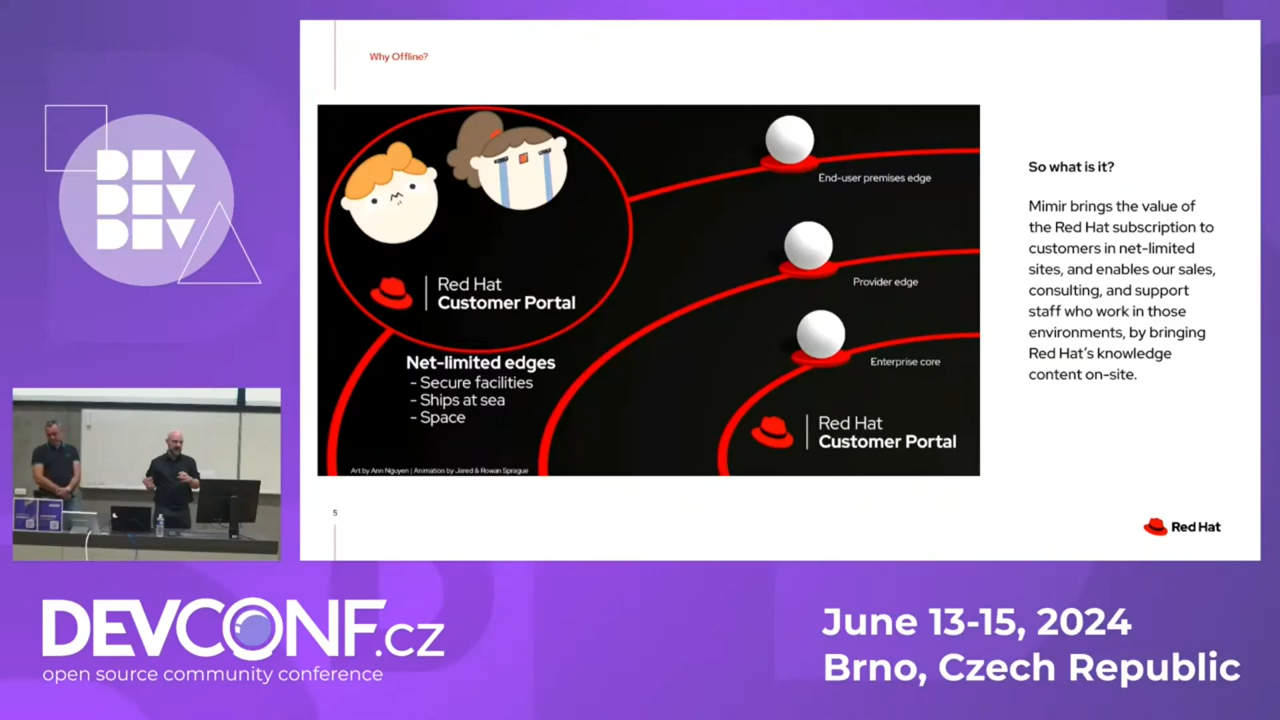 Why Offline?
DEV
DEV
DEV
End-user premises edge
Provider edge
Enterprise core
Red Hat
Customer Portal
Net-limited edges
- Secure facilities
- Ships at sea
- Space
Red Hat
Customer Portal
Art by Ann Nguyen | Animation by Jared & Rowan Sprague
So what is it?
Mimir brings the value of
the Red Hat subscription to
customers in net-limited
sites, and enables our sales,
consulting, and support
staff who work in those
environments, by bringing
Red Hat's knowledge
content on-site.
5
Red Hat
DEVCONF.cz
open source community conference
June 13-15, 2024
Brno, Czech Republic